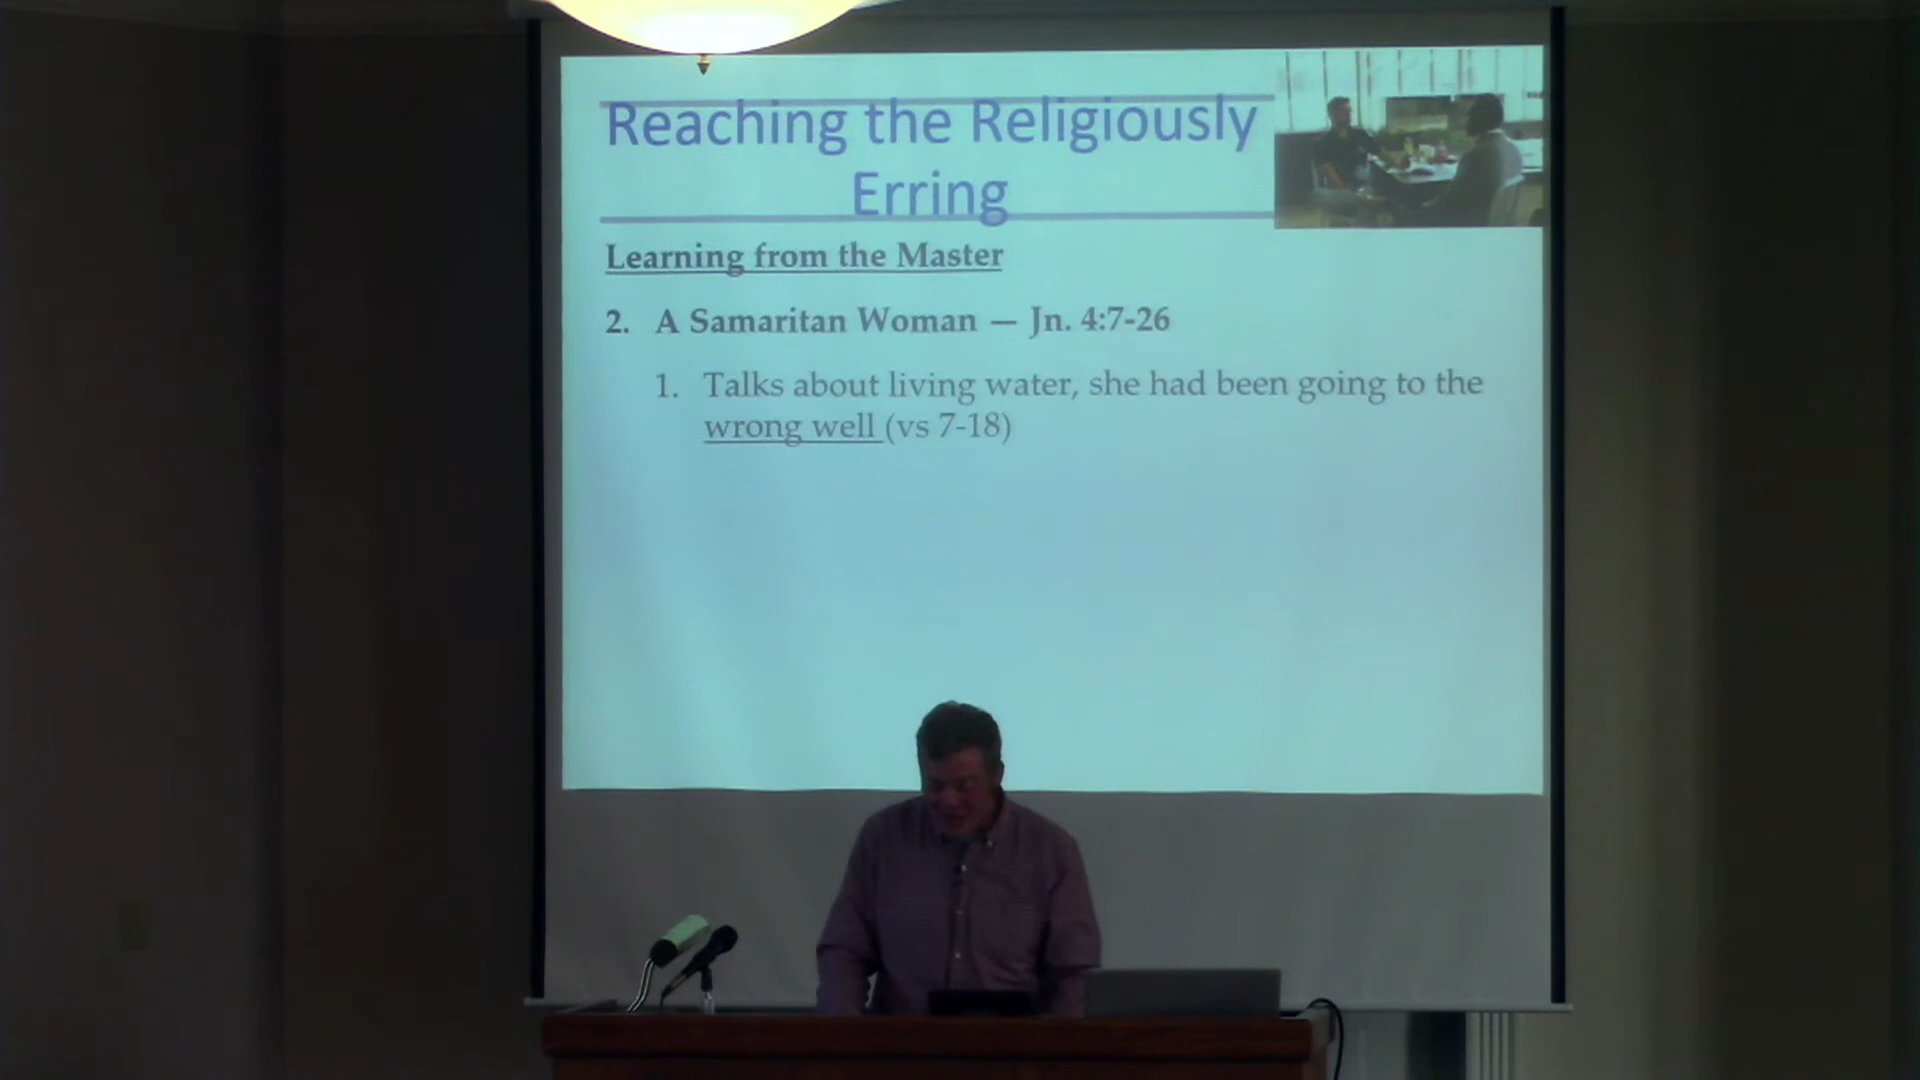 Reaching the Religiously
Erring
Learning from the Master
2. A Samaritan Woman — Jn. 4:7-26
1. Talks about living water, she had been going to the
wrong well (vs 7-18)